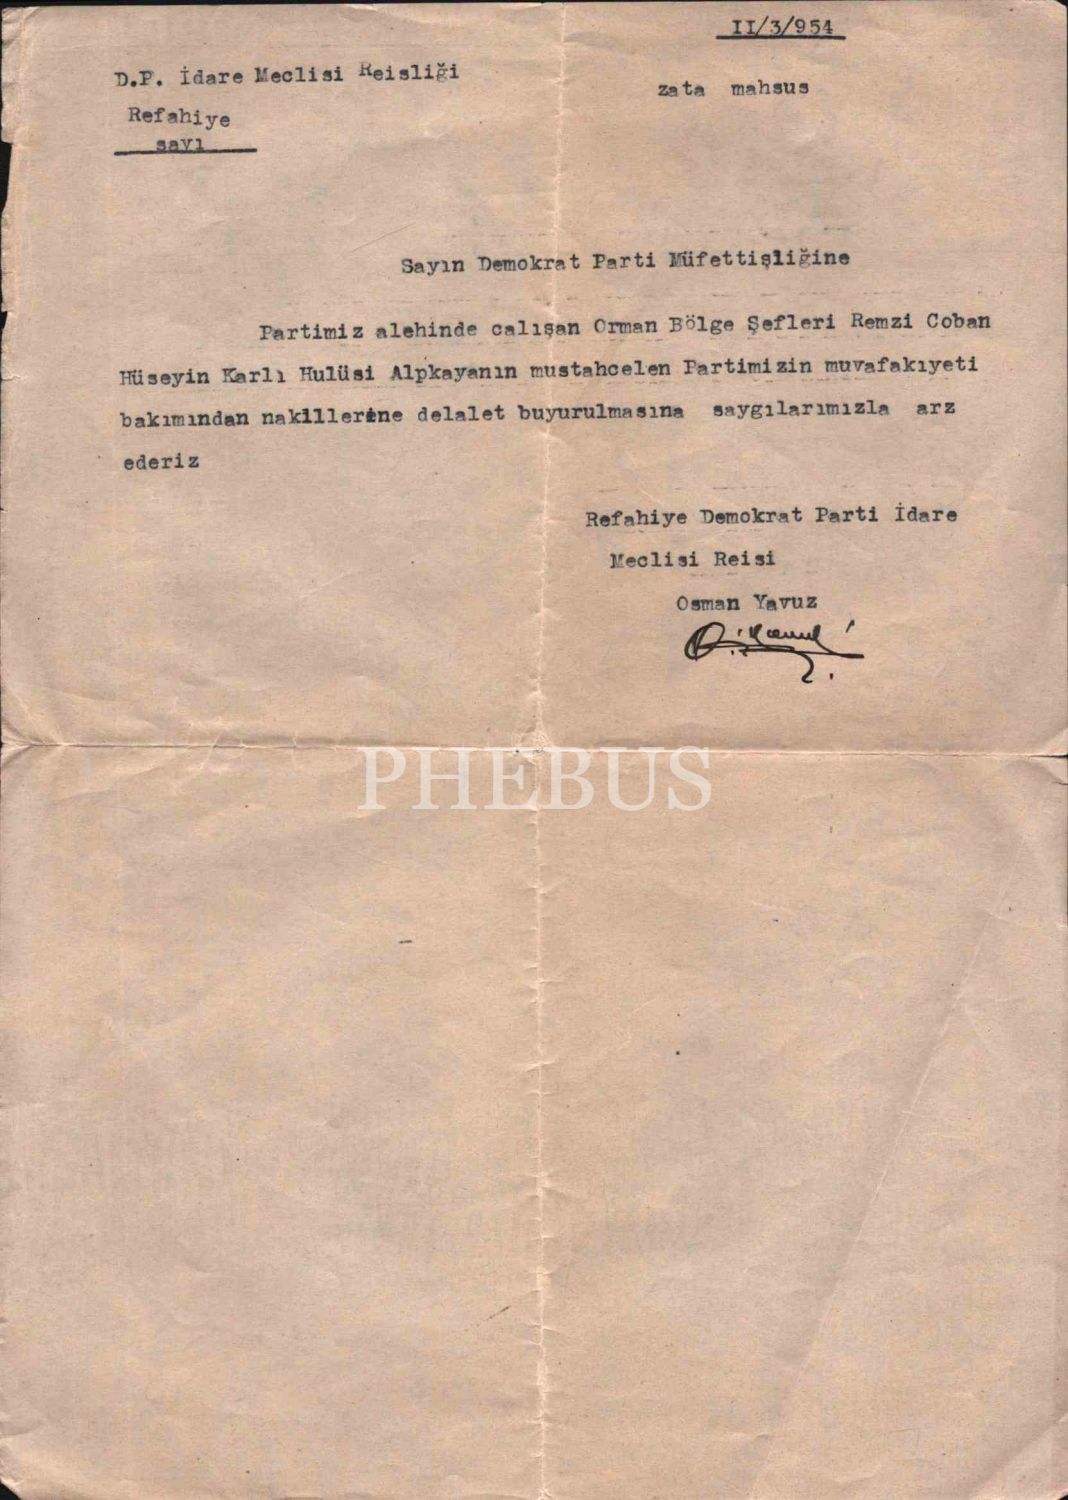 II/3/954
D.P. İdare Meclisi Reisliği
zata mahsus
Refahiye
sayı
Sayın Demokrat Parti Müfettişliğine
Partimiz alehinde calışan Orman Bölge Şefleri Remzi Coban
Hüseyin Karlı Hulüsi Alpkayanın mustahcelen Partimizin muvafakıyeti
bakımından nakillerine delalet buyurulmasına saygılarımızla arz
ederiz
Refahiye Demokrat Parti İdare
Meclisi Reisi
Osman Yavuz
PHEBUS